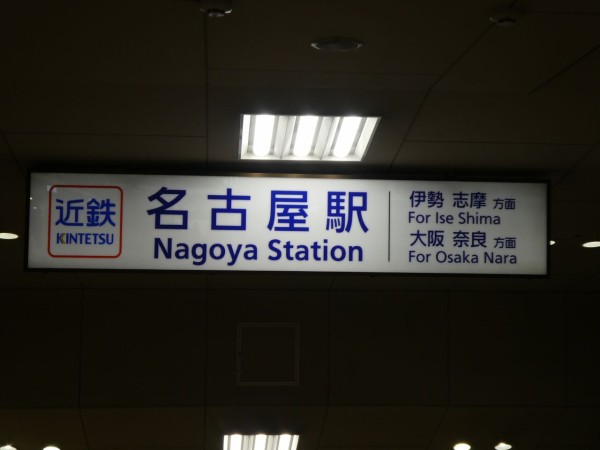 近鉄
KINTETSU
名古屋駅
Nagoya Station
伊勢 志摩 方面
For Ise Shima
大阪 奈良 方面
For Osaka Nara